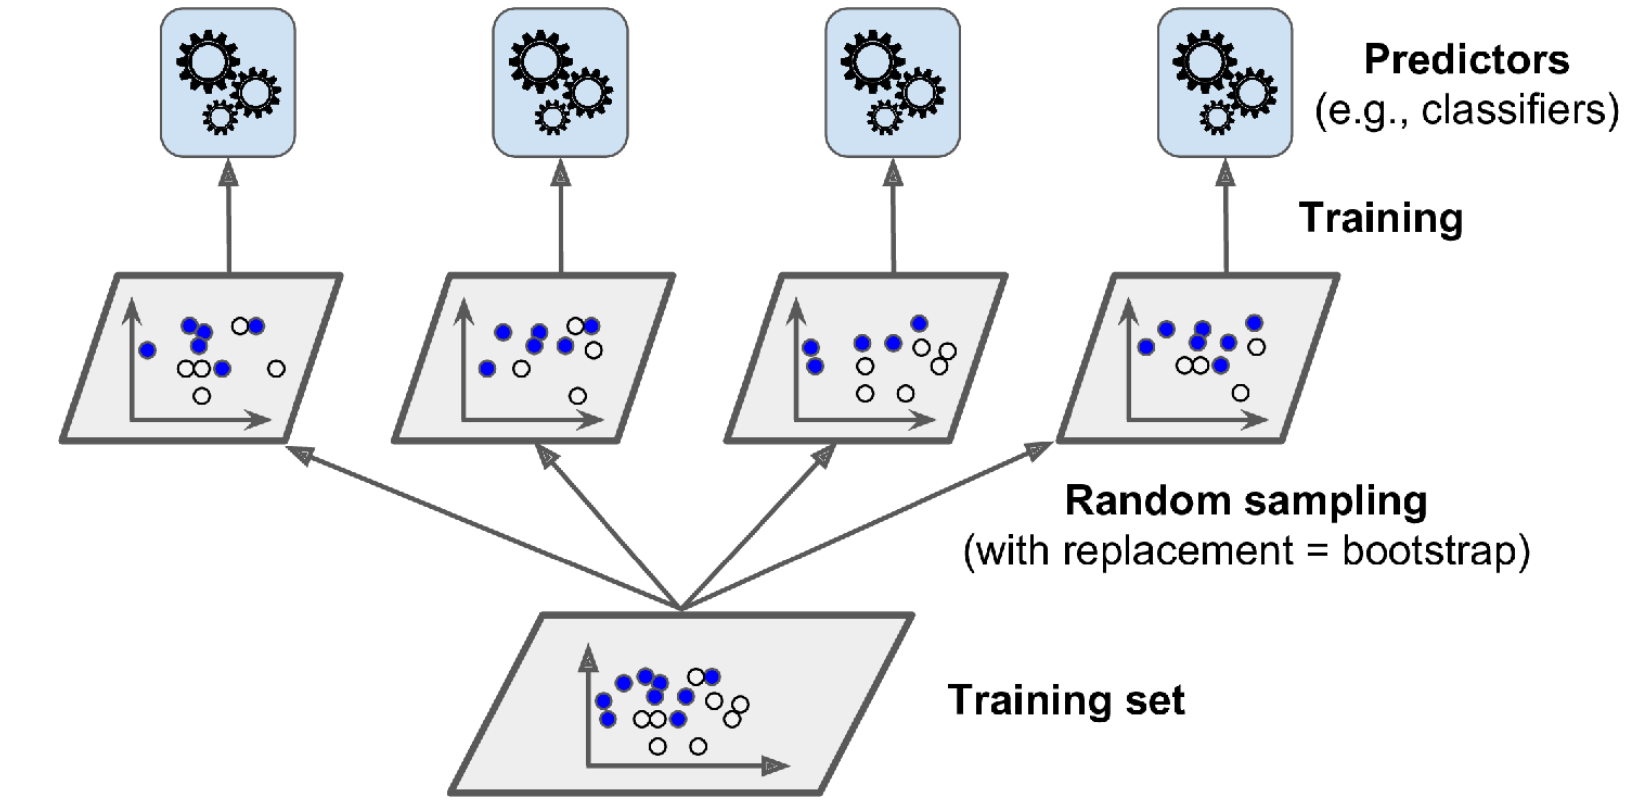 Predictors
(e.g., classifiers)
Training
Random sampling
(with replacement = bootstrap)
Training set